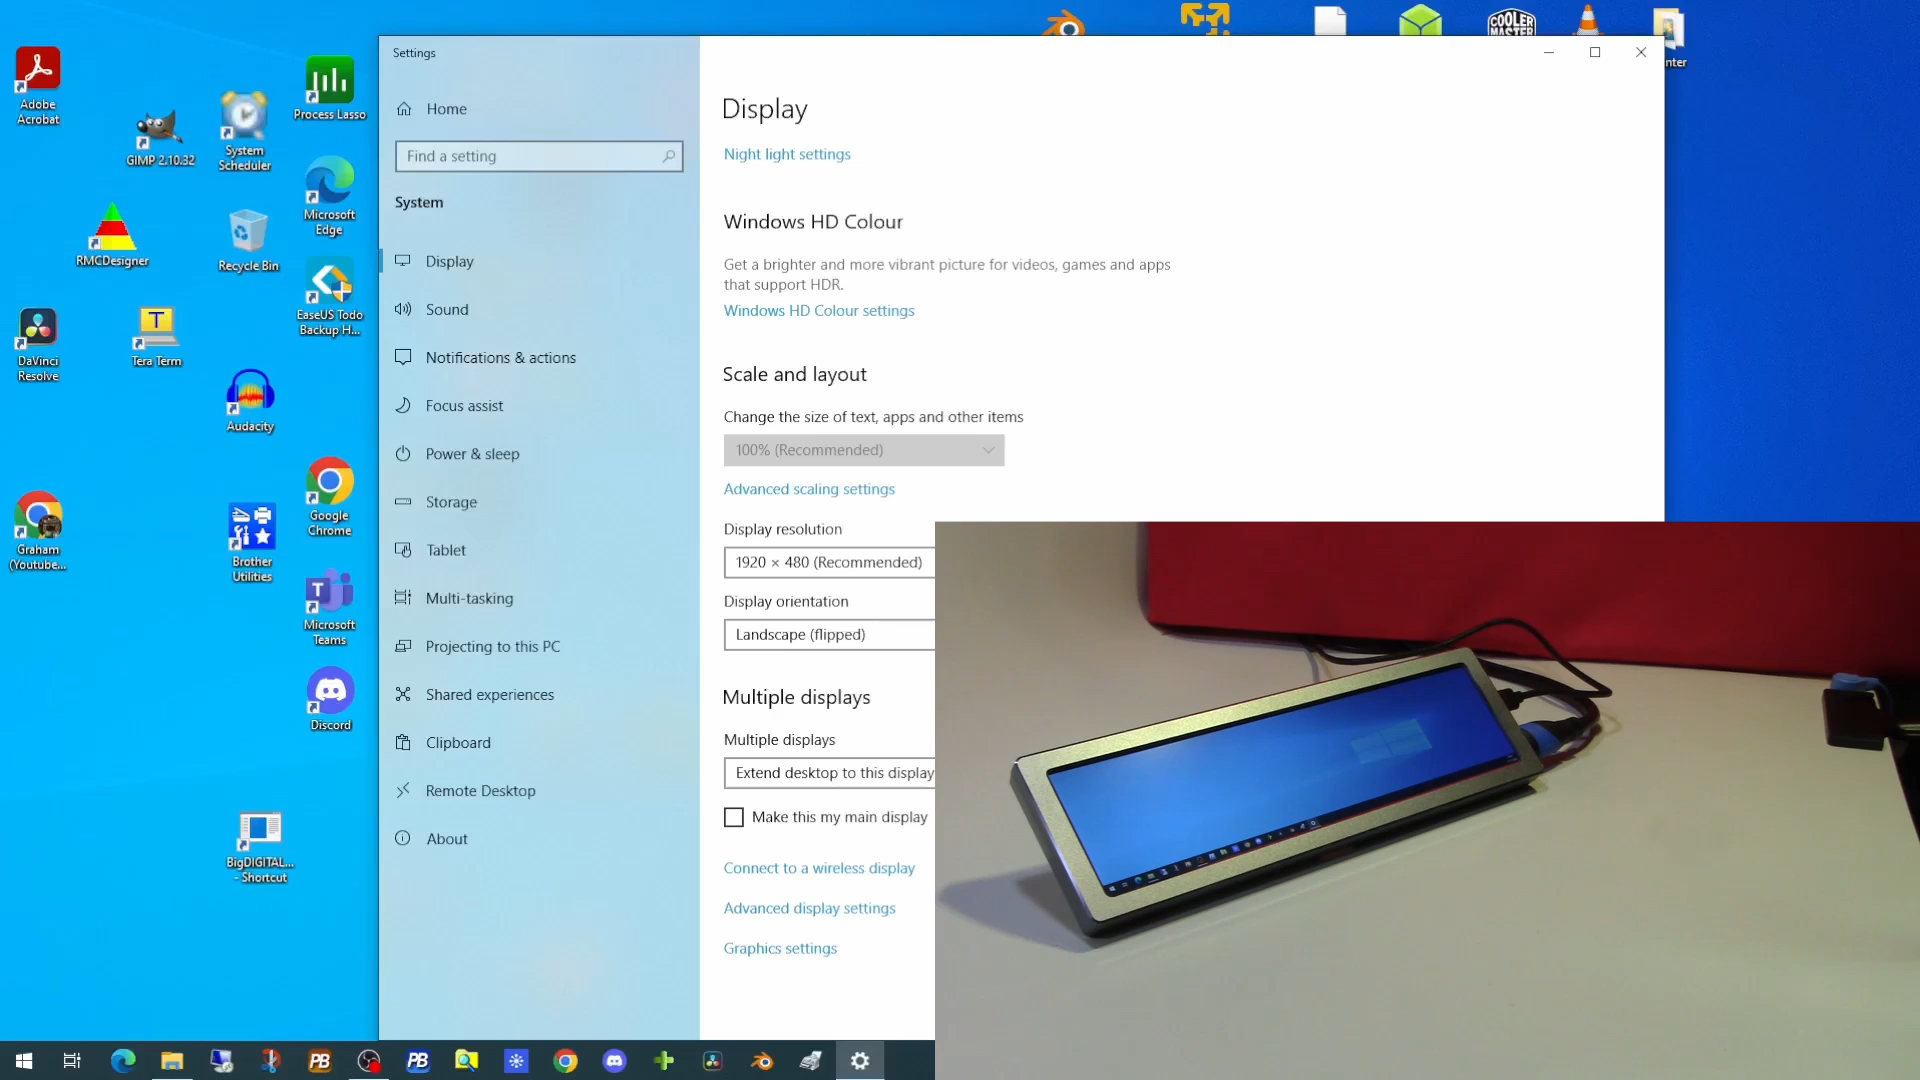 Settings
Home
Find a setting
System
Display
Sound
Notifications & actions
Focus assist
Power & sleep
Storage
Tablet
Multi-tasking
Projecting to this PC
Shared experiences
Clipboard
Remote Desktop
About
Display
Night light settings
Windows HD Colour
Get a brighter and more vibrant picture for videos, games and apps
that support HDR.
Windows HD Colour settings
Scale and layout
Change the size of text, apps and other items
100% (Recommended)
Advanced scaling settings
Display resolution
1920 × 480 (Recommended)
Display orientation
Landscape (flipped)
Multiple displays
Multiple displays
Extend desktop to this display
Make this my main display
Connect to a wireless display
Advanced display settings
Graphics settings
Adobe
Acrobat
GIMP 2.10.32
System
Scheduler
Process Lasso
Microsoft
Edge
RMCDesigner
Recycle Bin
EaseUS Todo
Backup H...
DaVinci
Resolve
T
Tera Term
Audacity
Google
Chrome
Graham
(Youtube...
Brother
Utilities
T
Microsoft
Teams
Discord
BigDIGITAL...
- Shortcut
COOLER
MASTER
nter
PB
PB